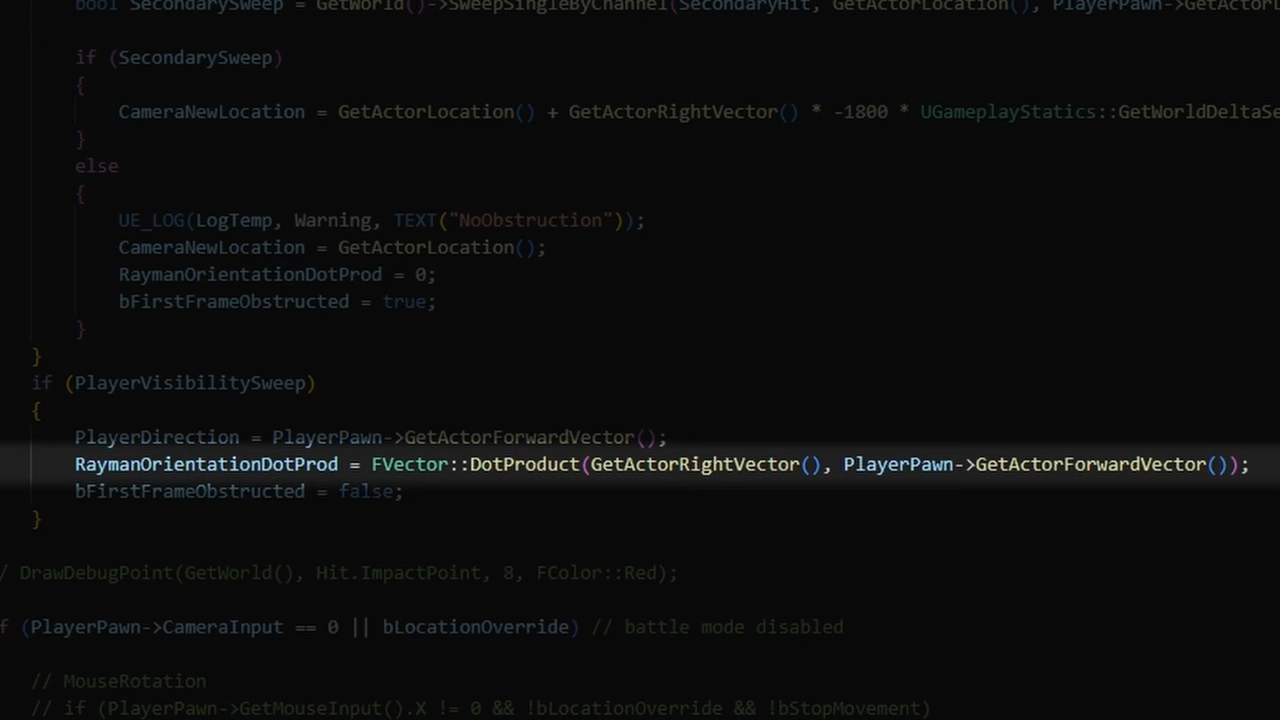 bool SecondarySweep = GetWorld()->SweepSingleByChannel(SecondaryHit, GetActorLocation(), PlayerPawn->GetActorL
if (SecondarySweep)
{
CameraNewLocation = GetActorLocation() + GetActorRightVector() * -1800 * UGameplayStatics::GetWorldDeltaSe
}
else
{
UE_LOG(LogTemp, Warning, TEXT("NoObstruction"));
CameraNewLocation = GetActorLocation();
RaymanOrientationDotProd = 0;
bFirstFrameObstructed = true;
}
}
if (PlayerVisibilitySweep)
{
PlayerDirection = PlayerPawn->GetActorForwardVector();
RaymanOrientationDotProd = FVector::DotProduct(GetActorRightVector(), PlayerPawn->GetActorForwardVector());
bFirstFrameObstructed = false;
}
/ DrawDebugPoint(GetWorld(), Hit.ImpactPoint, 8, FColor::Red);
f (PlayerPawn->CameraInput == 0 || bLocationOverride) // battle mode disabled
// MouseRotation
// if (PlayerPawn->GetMouseInput().X != 0 && !bLocationOverride && !bStopMovement)